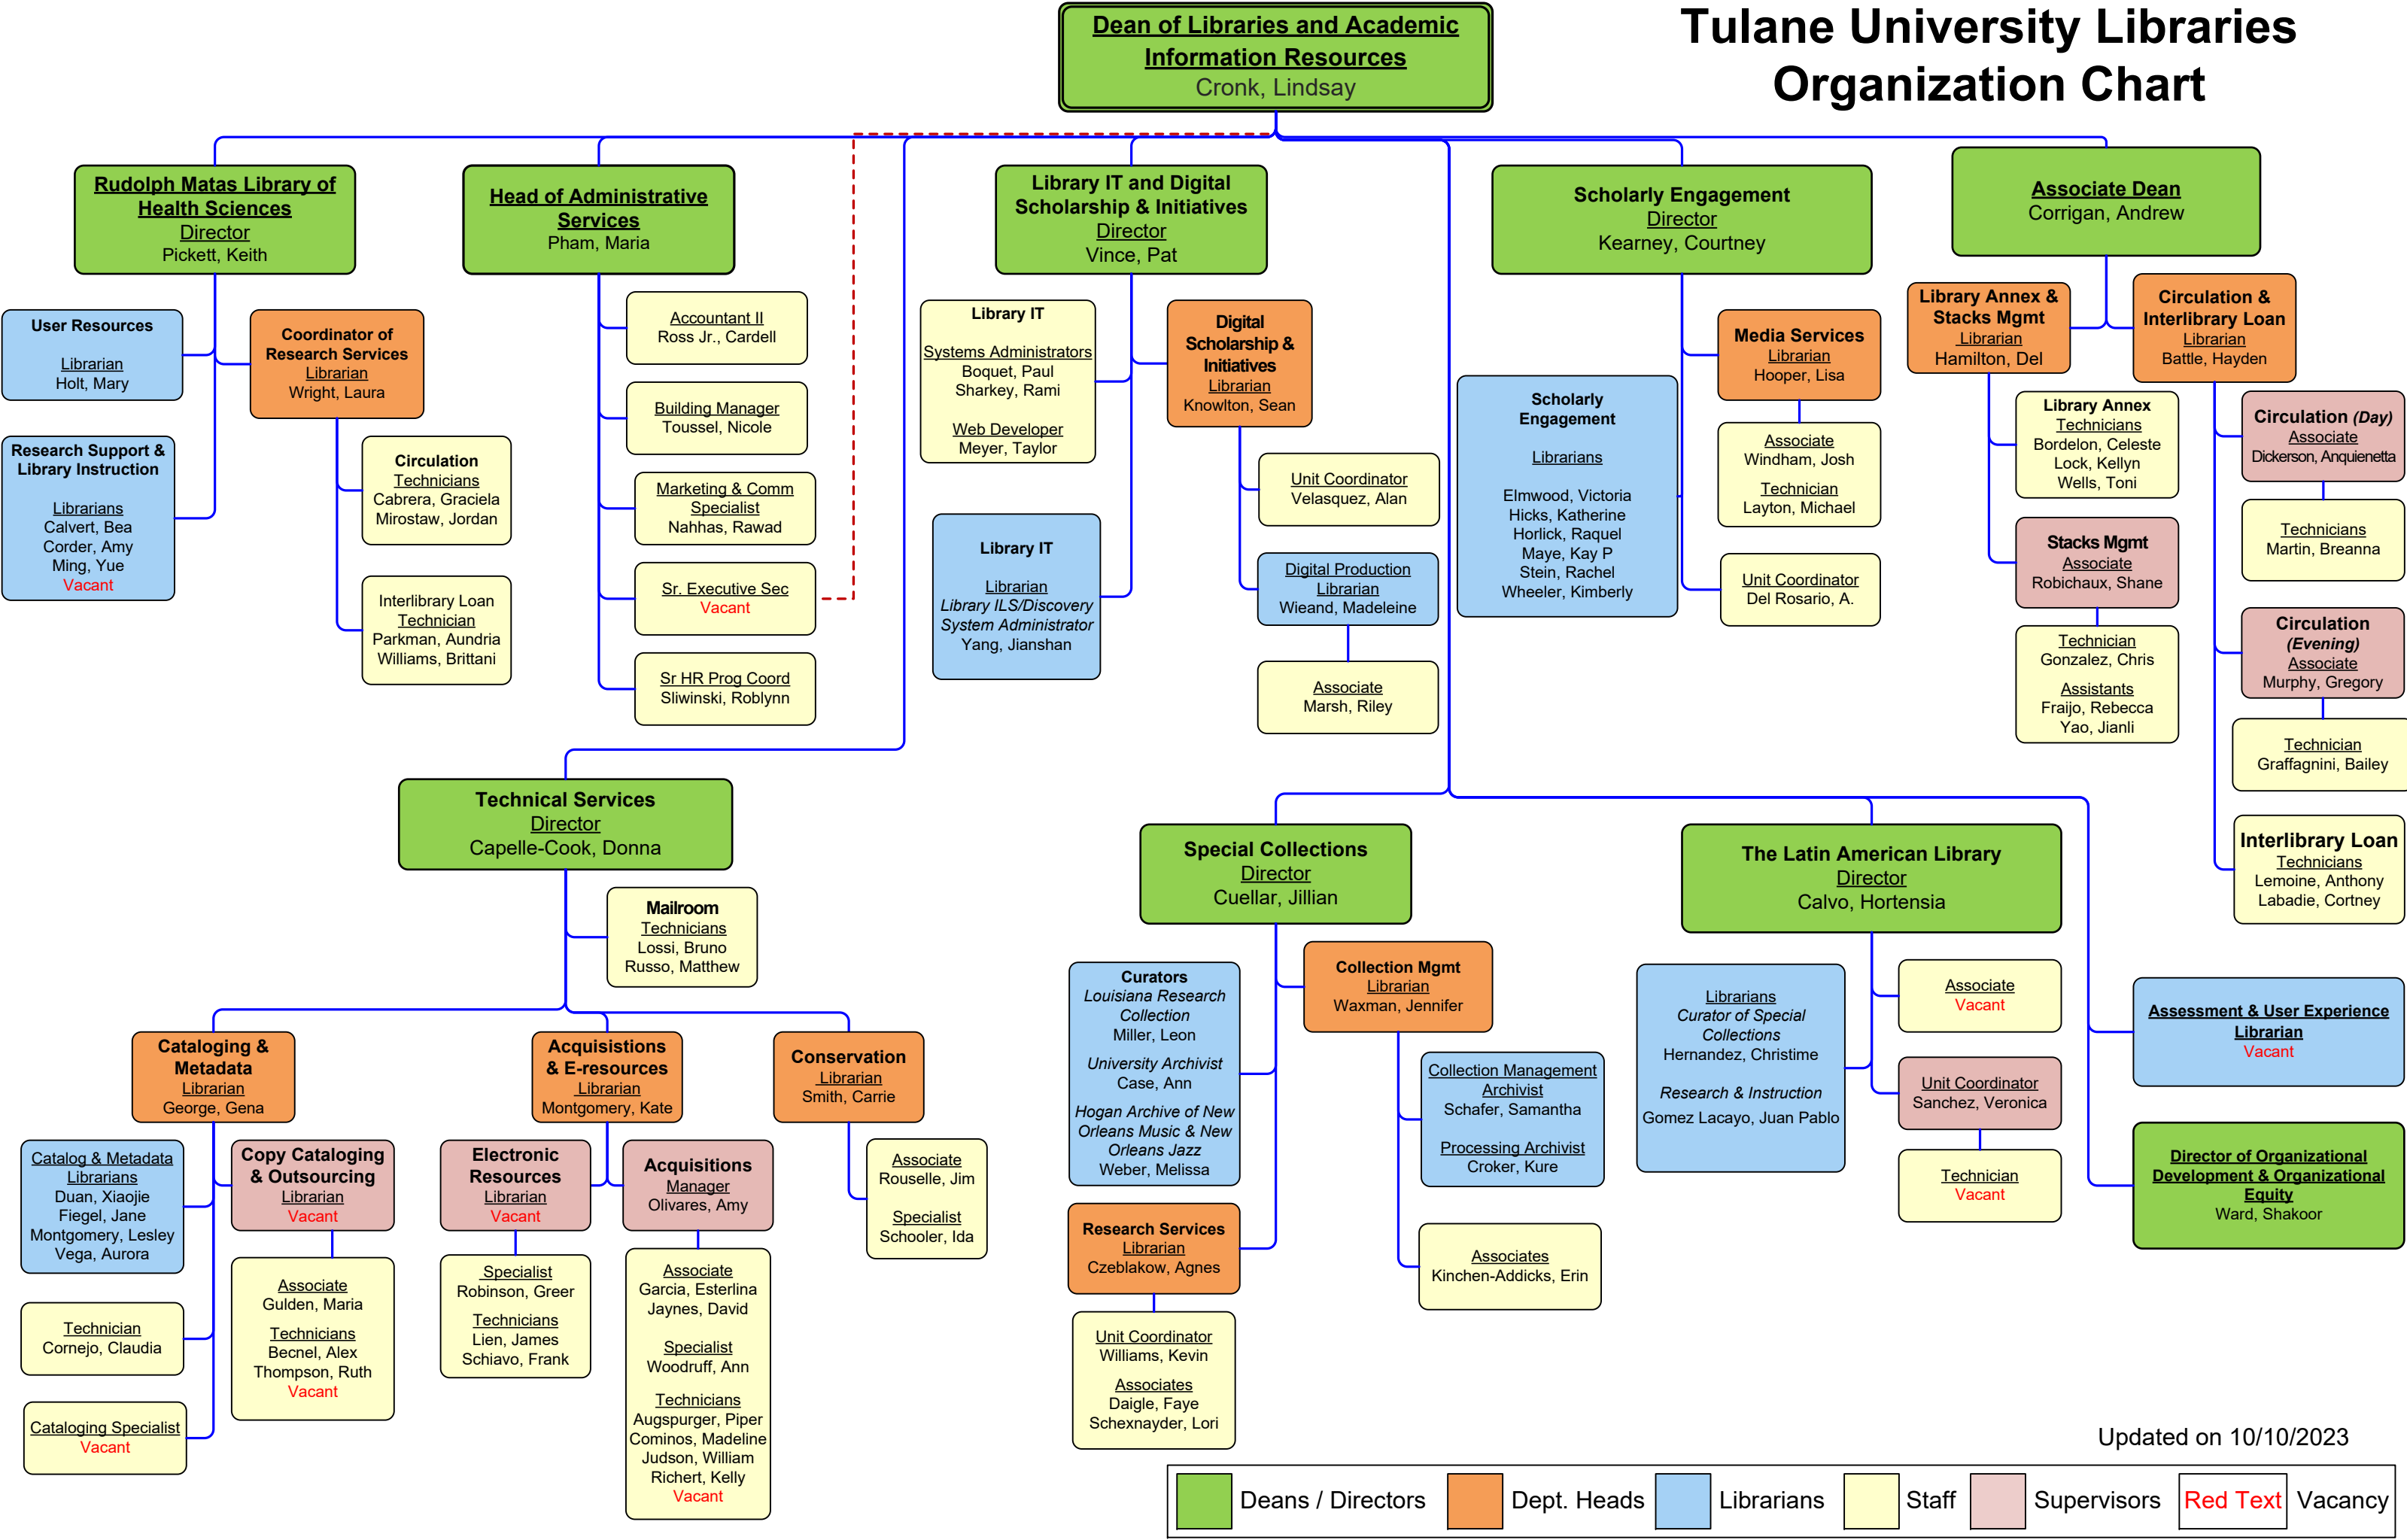 Tulane University Libraries
Organization Chart
Dean of Libraries and Academic
Information Resources
Cronk, Lindsay
Rudolph Matas Library of
Health Sciences
Director
Pickett, Keith
User Resources
Librarian
Holt, Mary
Research Support &
Library Instruction
Librarians
Calvert, Bea
Corder, Amy
Ming, Yue
Vacant
Coordinator of
Research Services
Librarian
Wright, Laura
Circulation
Technicians
Cabrera, Graciela
Mirostaw, Jordan
Interlibrary Loan
Technician
Parkman, Aundria
Williams, Brittani
Head of Administrative
Services
Pham, Maria
Accountant II
Ross Jr., Cardell
Building Manager
Toussel, Nicole
Marketing & Comm
Specialist
Nahhas, Rawad
Sr. Executive Sec
Vacant
Sr HR Prog Coord
Sliwinski, Roblynn
Library IT and Digital
Scholarship & Initiatives
Director
Vince, Pat
Library IT
Systems Administrators
Boquet, Paul
Sharkey, Rami
Web Developer
Meyer, Taylor
Library IT
Librarian
Library ILS/Discovery
System Administrator
Yang, Jianshan
Digital
Scholarship &
Initiatives
Librarian
Knowlton, Sean
Unit Coordinator
Velasquez, Alan
Digital Production
Librarian
Wieand, Madeleine
Associate
Marsh, Riley
Scholarly Engagement
Director
Kearney, Courtney
Scholarly
Engagement
Librarians
Elmwood, Victoria
Hicks, Katherine
Horlick, Raquel
Maye, Kay P
Stein, Rachel
Wheeler, Kimberly
Media Services
Librarian
Hooper, Lisa
Associate
Windham, Josh
Technician
Layton, Michael
Unit Coordinator
Del Rosario, A.
Associate Dean
Corrigan, Andrew
Library Annex &
Stacks Mgmt
Librarian
Hamilton, Del
Library Annex
Technicians
Bordelon, Celeste
Lock, Kellyn
Wells, Toni
Stacks Mgmt
Associate
Robichaux, Shane
Technician
Gonzalez, Chris
Assistants
Fraijo, Rebecca
Yao, Jianli
Circulation &
Interlibrary Loan
Librarian
Battle, Hayden
Circulation (Day)
Associate
Dickerson, Anquienetta
Technicians
Martin, Breanna
Circulation
(Evening)
Associate
Murphy, Gregory
Technician
Graffagnini, Bailey
Interlibrary Loan
Technicians
Lemoine, Anthony
Labadie, Cortney
Technical Services
Director
Capelle-Cook, Donna
Mailroom
Technicians
Lossi, Bruno
Russo, Matthew
Cataloging &
Metadata
Librarian
George, Gena
Catalog & Metadata
Librarians
Duan, Xiaojie
Fiegel, Jane
Montgomery, Lesley
Vega, Aurora
Technician
Cornejo, Claudia
Cataloging Specialist
Vacant
Copy Cataloging
& Outsourcing
Librarian
Vacant
Associate
Gulden, Maria
Technicians
Becnel, Alex
Thompson, Ruth
Vacant
Acquisistions
& E-resources
Librarian
Montgomery, Kate
Electronic
Resources
Librarian
Vacant
Specialist
Robinson, Greer
Technicians
Lien, James
Schiavo, Frank
Acquisitions
Manager
Olivares, Amy
Associate
Garcia, Esterlina
Jaynes, David
Specialist
Woodruff, Ann
Technicians
Augspurger, Piper
Cominos, Madeline
Judson, William
Richert, Kelly
Vacant
Conservation
Librarian
Smith, Carrie
Associate
Rouselle, Jim
Specialist
Schooler, Ida
Special Collections
Director
Cuellar, Jillian
Curators
Louisiana Research
Collection
Miller, Leon
University Archivist
Case, Ann
Hogan Archive of New
Orleans Music & New
Orleans Jazz
Weber, Melissa
Research Services
Librarian
Czeblakow, Agnes
Unit Coordinator
Williams, Kevin
Associates
Daigle, Faye
Schexnayder, Lori
Collection Mgmt
Librarian
Waxman, Jennifer
Collection Management
Archivist
Schafer, Samantha
Processing Archivist
Croker, Kure
Associates
Kinchen-Addicks, Erin
The Latin American Library
Director
Calvo, Hortensia
Librarians
Curator of Special
Collections
Hernandez, Christime
Research & Instruction
Gomez Lacayo, Juan Pablo
Associate
Vacant
Unit Coordinator
Sanchez, Veronica
Technician
Vacant
Assessment & User Experience
Librarian
Vacant
Director of Organizational
Development & Organizational
Equity
Ward, Shakoor
Updated on 10/10/2023
Deans / Directors
Dept. Heads
Librarians
Staff
Supervisors
Red Text
Vacancy